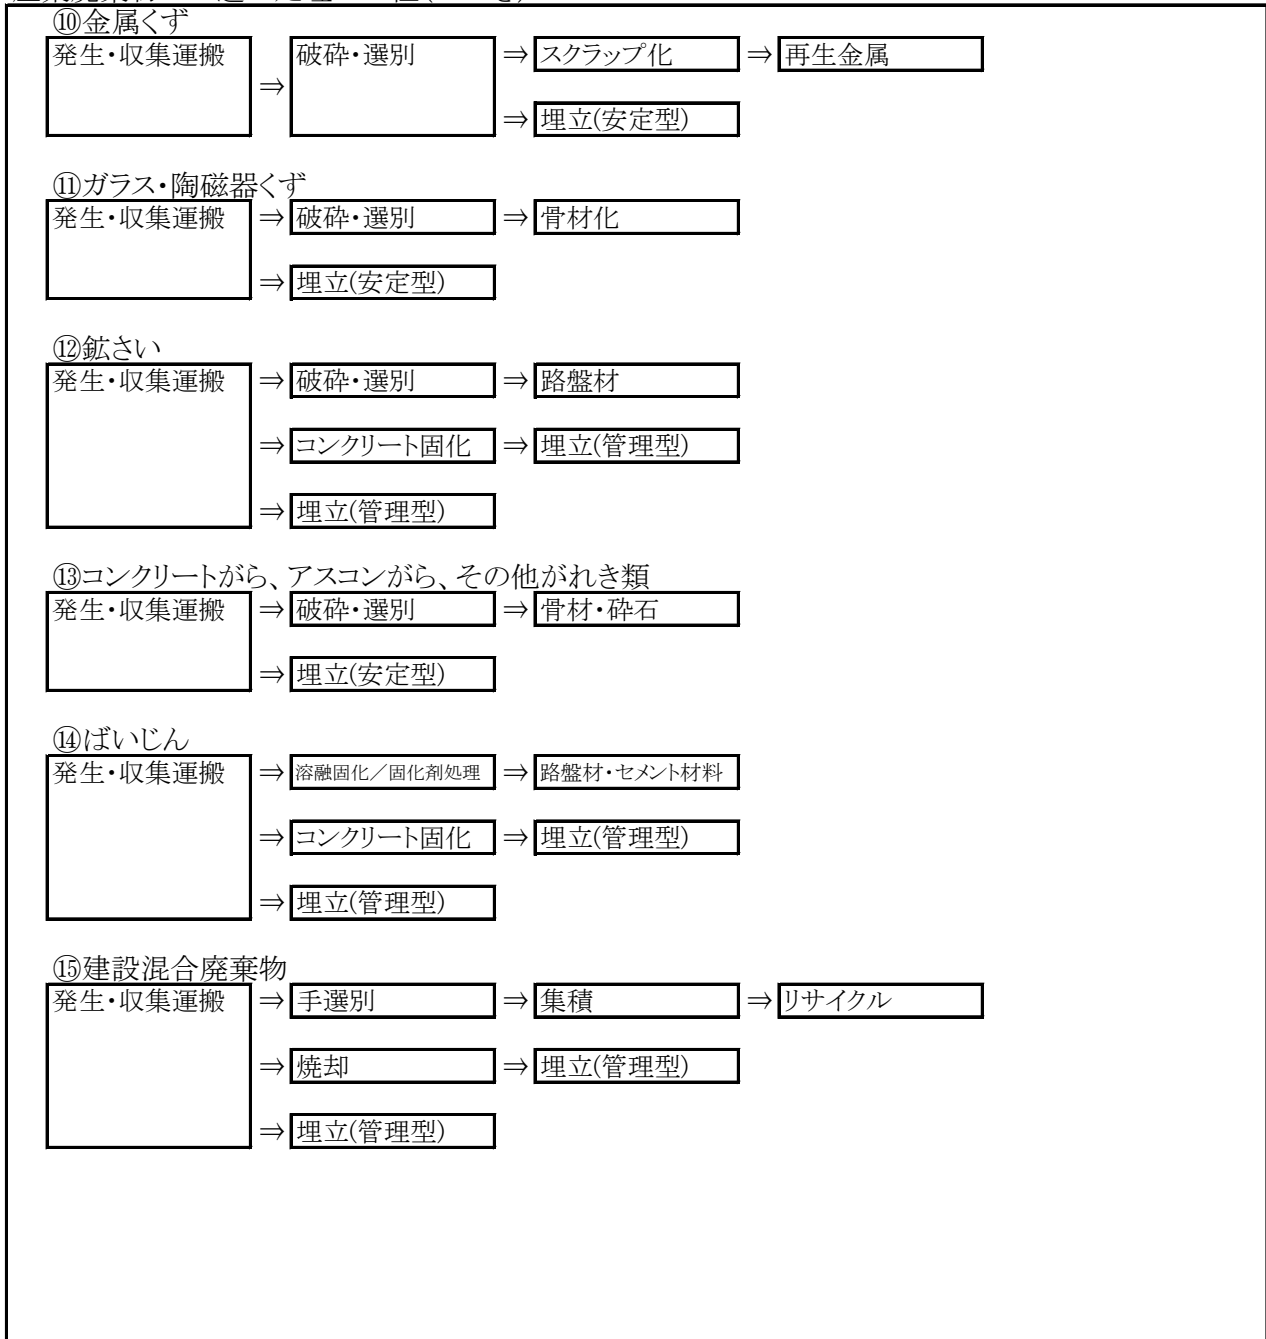 ⑩金属くず
発生・収集運搬 ⇒ 破砕・選別 ⇒ スクラップ化 ⇒ 再生金属
⇒ 埋立(安定型)
⑪ガラス・陶磁器くず
発生・収集運搬 ⇒ 破砕・選別 ⇒ 骨材化
⇒ 埋立(安定型)
⑫鉱さい
発生・収集運搬 ⇒ 破砕・選別 ⇒ 路盤材
⇒ コンクリート固化 ⇒ 埋立(管理型)
⇒ 埋立(管理型)
⑬コンクリートがら、アスコンがら、その他がれき類
発生・収集運搬 ⇒ 破砕・選別 ⇒ 骨材・砕石
⇒ 埋立(安定型)
⑭ばいじん
発生・収集運搬 ⇒ 溶融固化/固化剤処理 ⇒ 路盤材・セメント材料
⇒ コンクリート固化 ⇒ 埋立(管理型)
⇒ 埋立(管理型)
⑮建設混合廃棄物
発生・収集運搬 ⇒ 手選別 ⇒ 集積 ⇒ リサイクル
⇒ 焼却 ⇒ 埋立(管理型)
⇒ 埋立(管理型)